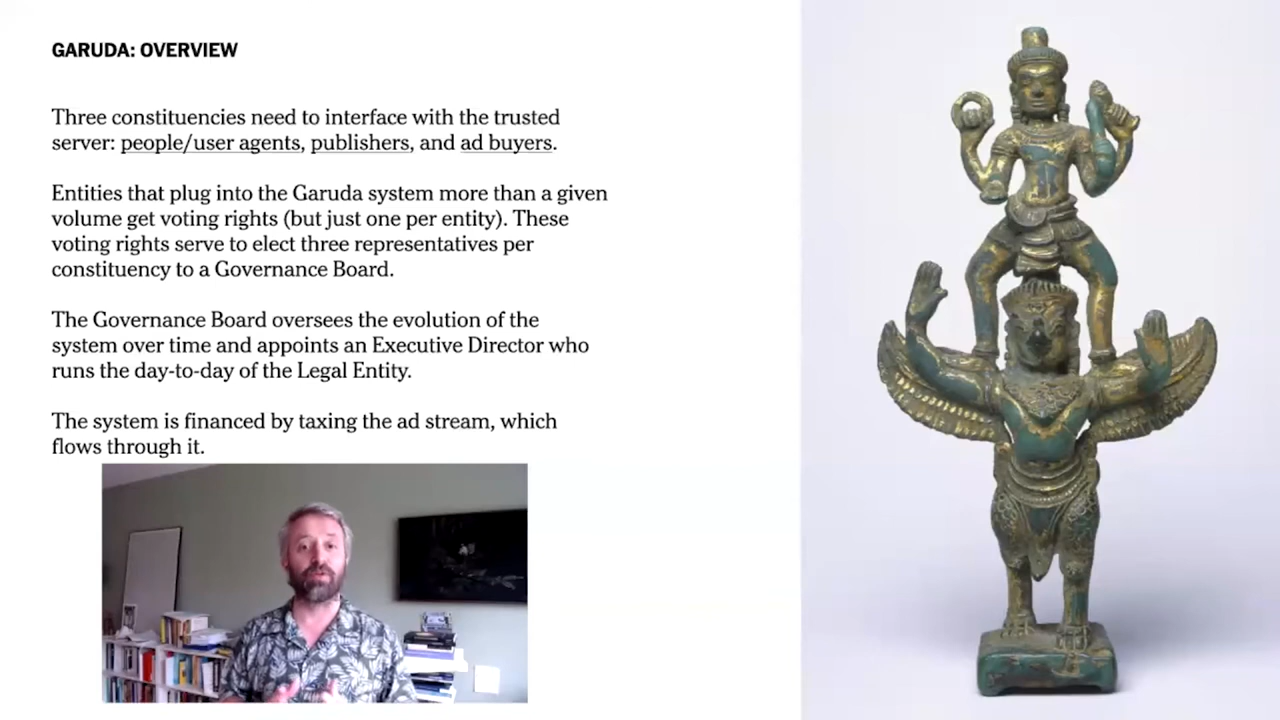 GARUDA: OVERVIEW
Three constituencies need to interface with the trusted
server: people/user agents, publishers, and ad buyers.
Entities that plug into the Garuda system more than a given
volume get voting rights (but just one per entity). These
voting rights serve to elect three representatives per
constituency to a Governance Board.
The Governance Board oversees the evolution of the
system over time and appoints an Executive Director who
runs the day-to-day of the Legal Entity.
The system is financed by taxing the ad stream, which
flows through it.